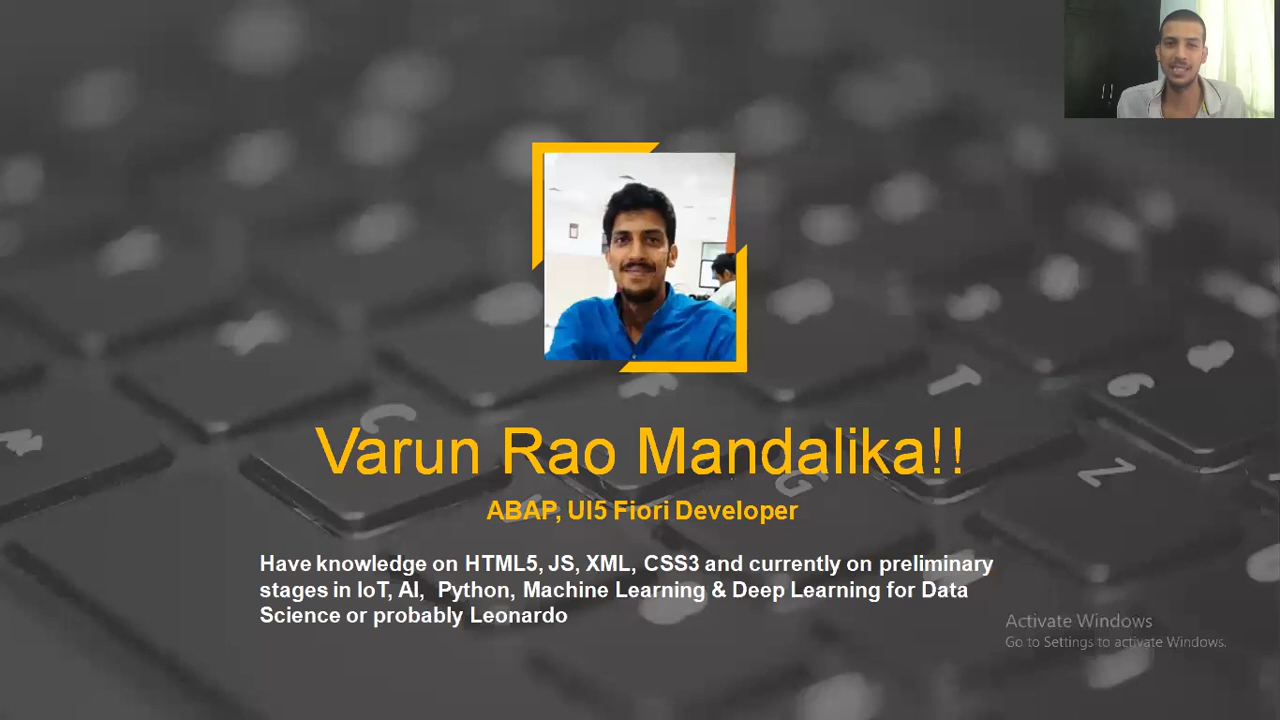 Varun Rao Mandalika!!
ABAP, UI5 Fiori Developer
Have knowledge on HTML5, JS, XML, CSS3 and currently on preliminary
stages in IoT, AI,  Python, Machine Learning & Deep Learning for Data
Science or probably Leonardo
Activate Windows
Go to Settings to activate Windows.